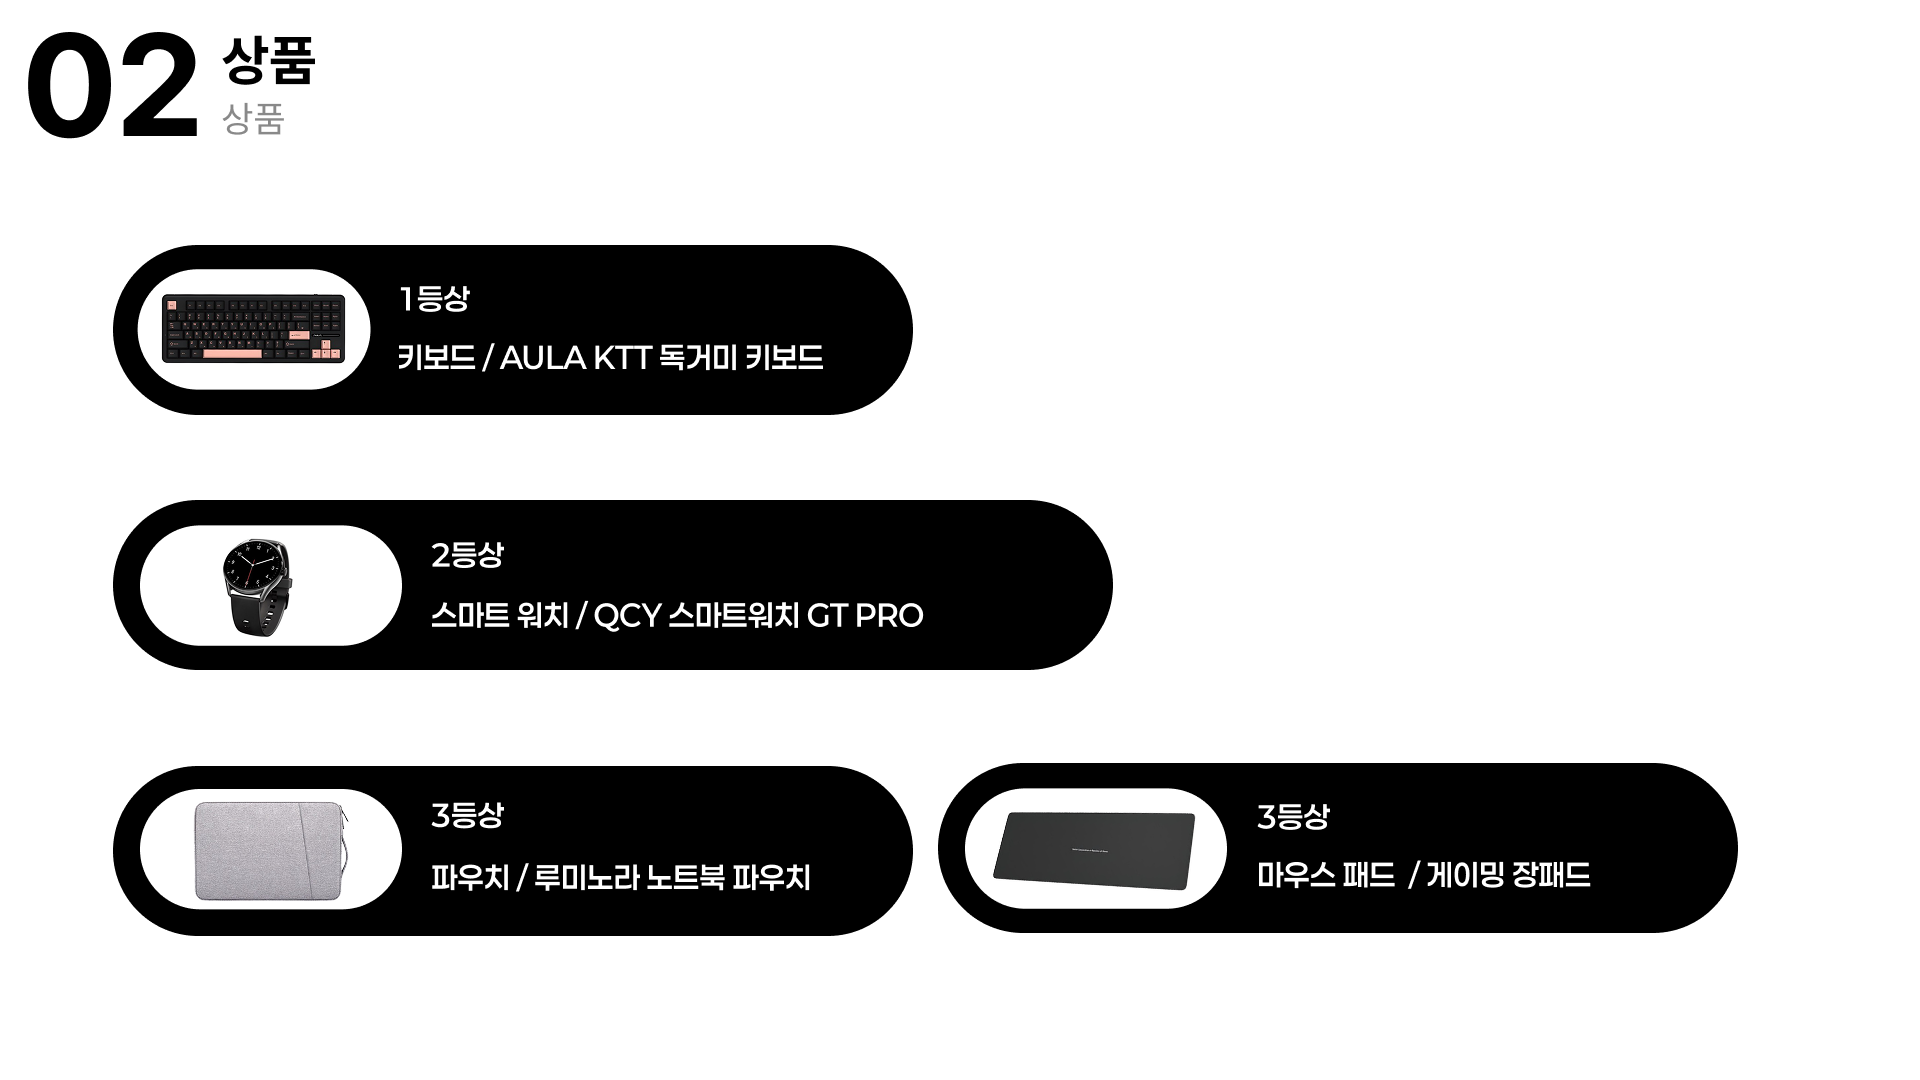 02
상품
상품
1등상
키보드 / AULA KTT 독거미 키보드
2등상
스마트 워치 / QCY 스마트워치 GT PRO
3등상
파우치 / 루미노라 노트북 파우치
3등상
마우스 패드 / 게이밍 장패드